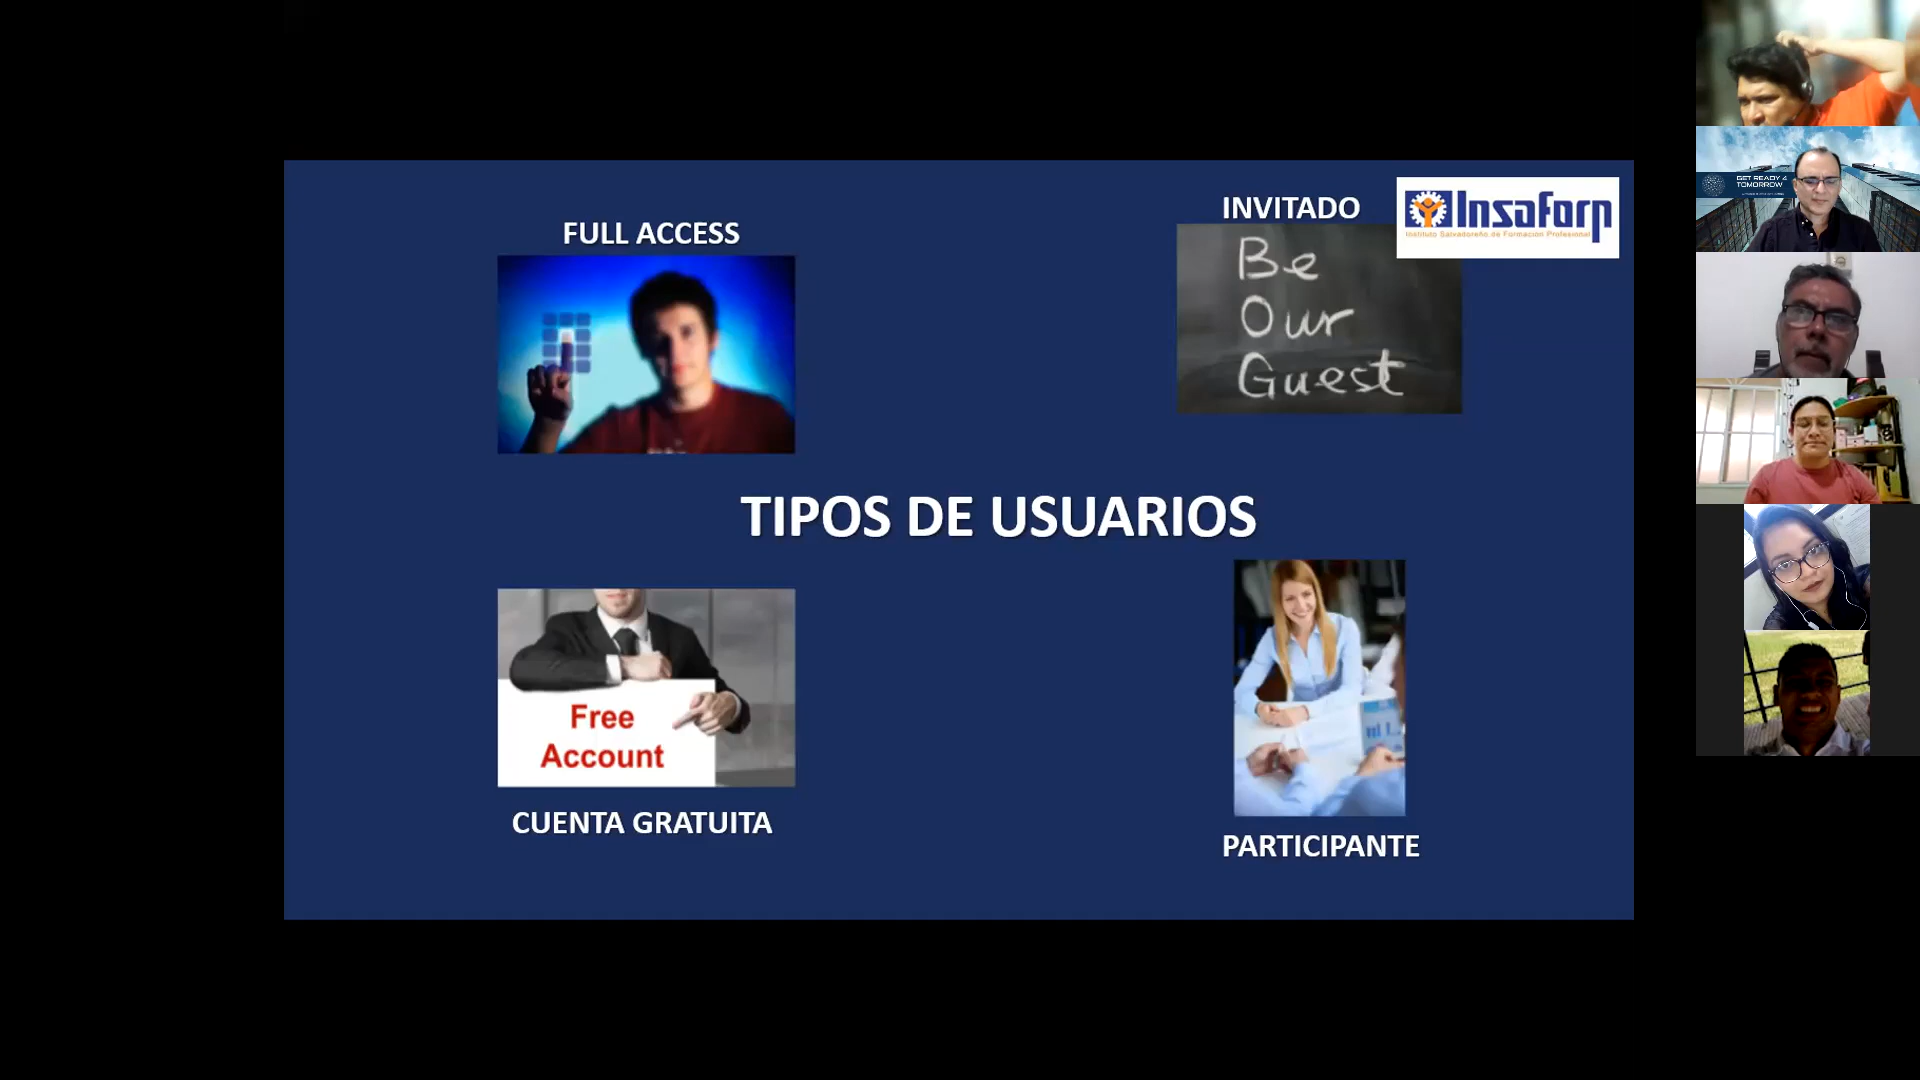 FULL ACCESS
INVITADO
Insaforp
Instituto Salvadoreño de Formación Profesional
Be
Our
Guest
TIPOS DE USUARIOS
Free
Account
CUENTA GRATUITA
PARTICIPANTE
GET READY 4
TOMORROW